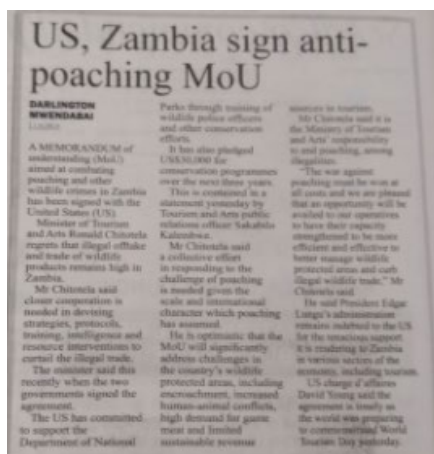 US, Zambia sign anti-
poaching MoU
DARLINGTON
MWENDABAI
Lusaka
A MEMORANDUM of
understanding (MoU)
aimed at combating
poaching and other
wildlife crimes in Zambia
has been signed with the
United States (US).
Minister of Tourism
and Arts Ronald Chitotela
regrets that illegal offtake
and trade of wildlife
products remains high in
Zambia.
Mr Chitotela said
closer cooperation is
needed in devising
strategies, protocols,
training, intelligence and
resource interventions to
curtail the illegal trade.
The minister said this
recently when the two
governments signed the
agreement.
The US has committed
to support the
Department of National
Parks through training of
wildlife police officers
and other conservation
efforts.
It has also pledged
US$30,000 for
conservation programmes
over the next three years.
This is contained in a
statement yesterday by
Tourism and Arts public
relations officer Sakabilo
Kalembwe.
Mr Chitotela said
a collective effort
in responding to the
challenge of poaching
is needed given the
scale and international
character which poaching
has assumed.
He is optimistic that the
MoU will significantly
address challenges in
the country's wildlife
protected areas, including
encroachment, increased
human-animal conflicts,
high demand for game
meat and limited
sustainable revenue
sources in tourism.
Mr Chitotela said it is
the Ministry of Tourism
and Arts' responsibility
to end poaching, among
illegalities.
"The war against
poaching must be won at
all costs and we are pleased
that an opportunity will be
availed to our operatives
to have their capacity
strengthened to be more
efficient and effective to
better manage wildlife
protected areas and curb
illegal wildlife trade," Mr
Chitotela said.
He said President Edgar
Lungu's administration
remains indebted to the US
for the tenacious support
it is rendering to Zambia
in various sectors of the
economy, including tourism.
US charge d'affaires
David Young said the
agreement is timely as
the world was preparing
to commemorate World
Tourism Day yesterday.